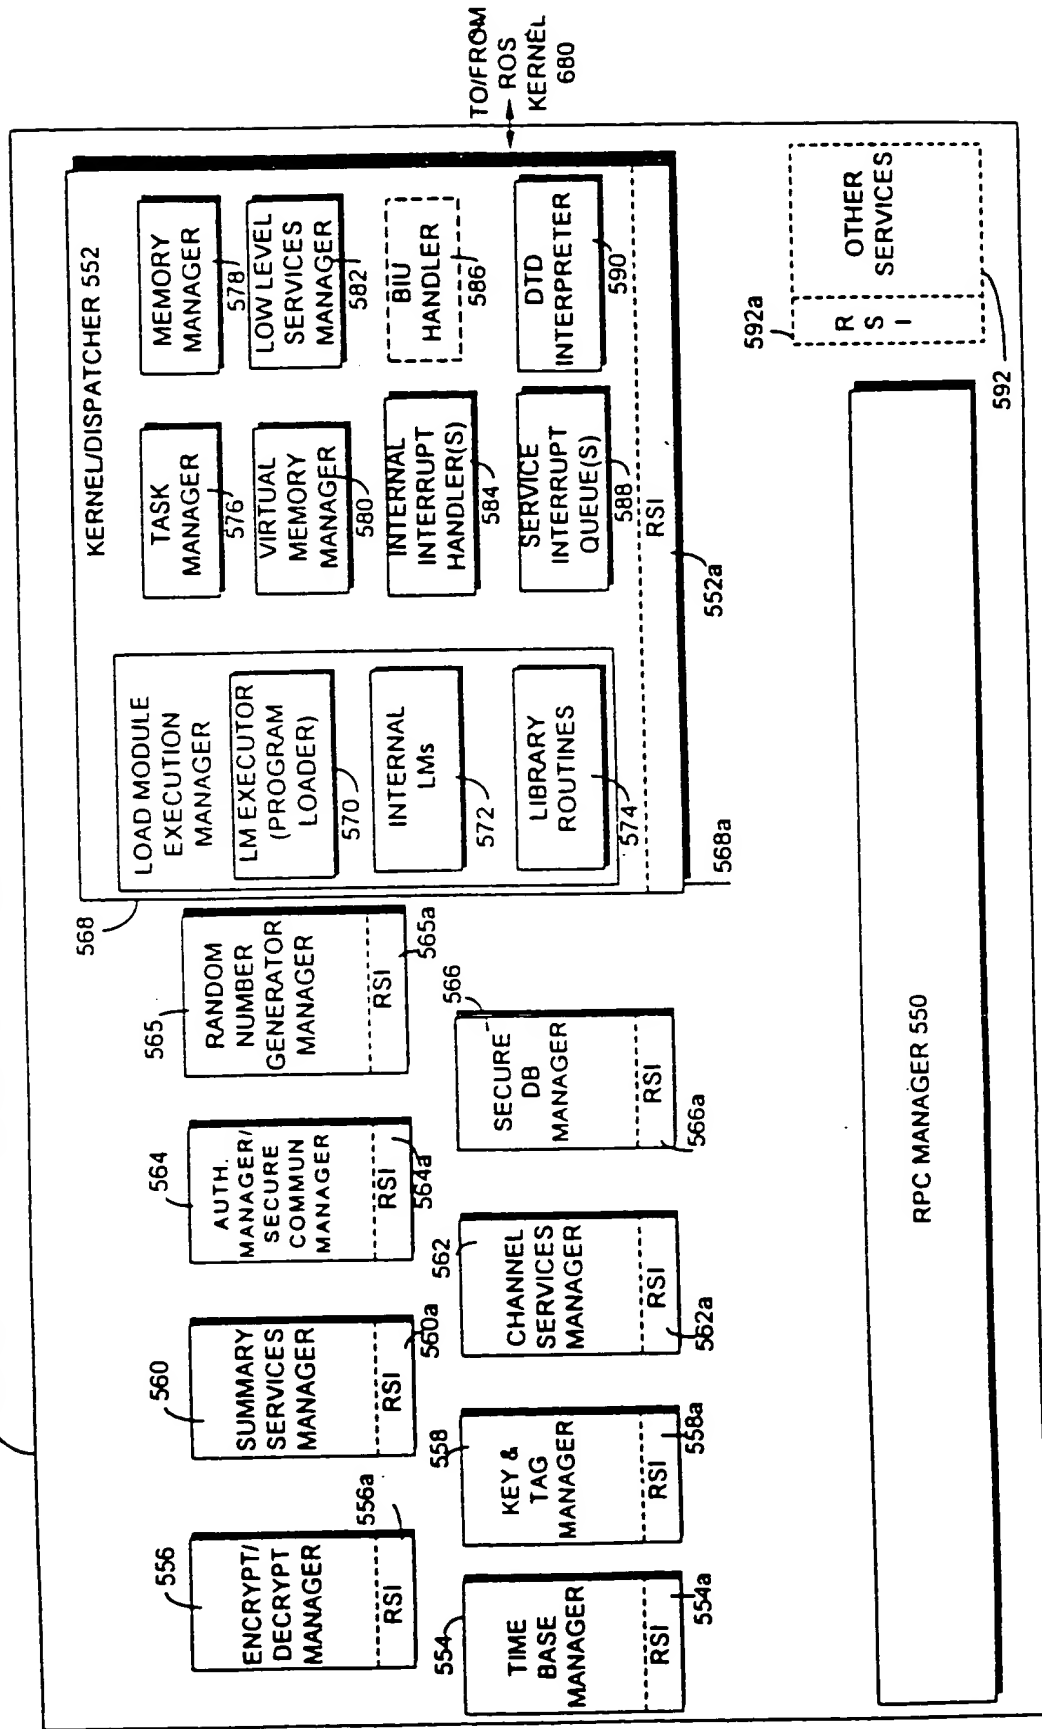 TO/FROM
ROS
KERNEL
680
KERNEL/DISPATCHER 552
568
LOAD MODULE
EXECUTION
MANAGER
LM EXECUTOR
(PROGRAM
LOADER)
570
INTERNAL
LMs
572
LIBRARY
ROUTINES
574
568a
TASK
MANAGER
576
MEMORY
MANAGER
578
VIRTUAL
MEMORY
MANAGER
580
LOW LEVEL
SERVICES
MANAGER
582
INTERNAL
INTERRUPT
HANDLER(S)
584
BIU
HANDLER
586
SERVICE
INTERRUPT
QUEUE(S)
588
DTD
INTERPRETER
590
RSI
552a
556
ENCRYPT/
DECRYPT
MANAGER
RSI
556a
560
SUMMARY
SERVICES
MANAGER
RSI
560a
564
AUTH.
MANAGER/
SECURE
COMMUN
MANAGER
RSI
564a
565
RANDOM
NUMBER
GENERATOR
MANAGER
RSI
565a
554
TIME
BASE
MANAGER
RSI
554a
558
KEY &
TAG
MANAGER
RSI
558a
562
CHANNEL
SERVICES
MANAGER
RSI
562a
566
SECURE
DB
MANAGER
RSI
566a
592a
R
S
I
OTHER
SERVICES
592
RPC MANAGER 550